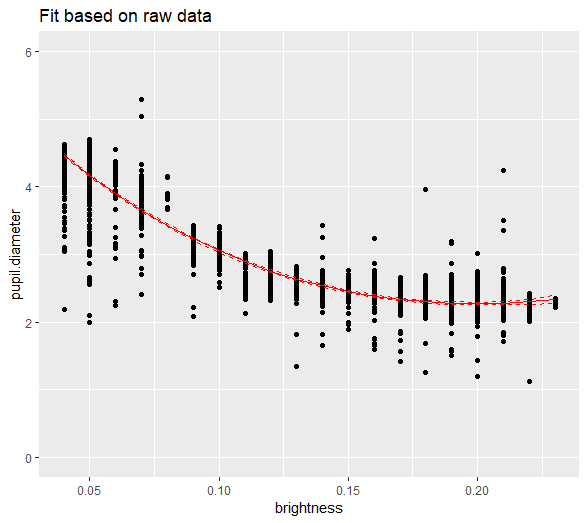 Fit based on raw data
6
4
2
0
pupil.diameter
0.05 0.10 0.15 0.20
brightness